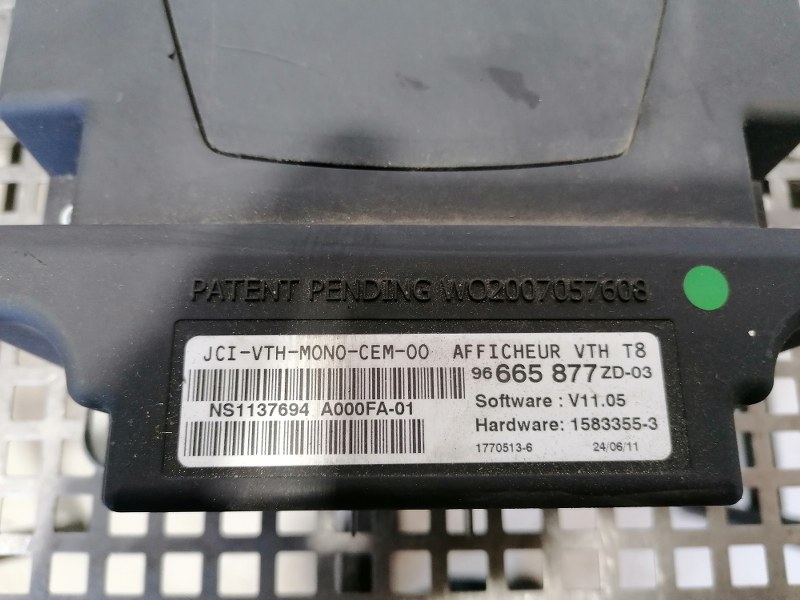 PATENT PENDING WO2007057608
JCI-VTH-MONO-CEM-00 AFFICHEUR VTH T8
96 665 877 ZD-03
NS1137694 A000FA-01
Software : V11.05
Hardware: 1583355-3
1770513-6 24/06/11